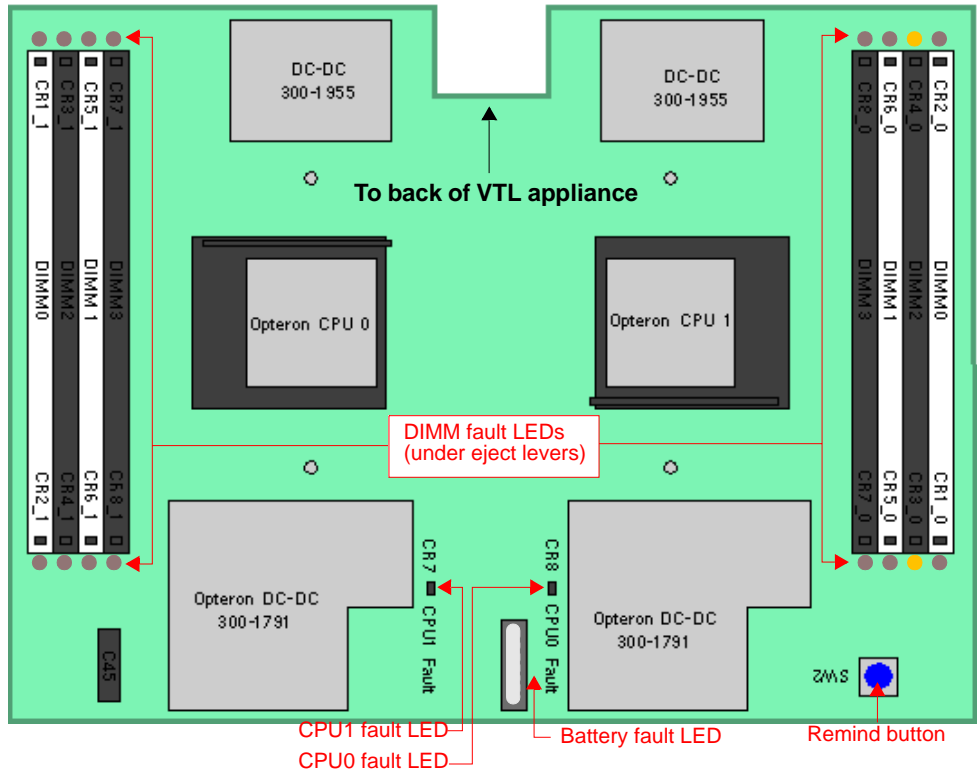 DC-DC
300-1955
DC-DC
300-1955
To back of VTL appliance
CR1_1
CR3_1
CR5_1
CR7_1
CR8_0
CR6_0
CR4_0
CR2_0
DIMM0
DIMM2
DIMM1
DIMM3
DIMM3
DIMM1
DIMM2
DIMM0
Opteron CPU 0
Opteron CPU 1
DIMM fault LEDs
(under eject levers)
CR2_1
CR4_1
CR6_1
CR8_1
CR7_0
CR5_0
CR3_0
CR1_0
Opteron DC-DC
300-1791
CR7 CPU1 Fault
CR8 CPU0 Fault
Opteron DC-DC
300-1791
C45
SW2
CPU1 fault LED
Battery fault LED
Remind button
CPU0 fault LED